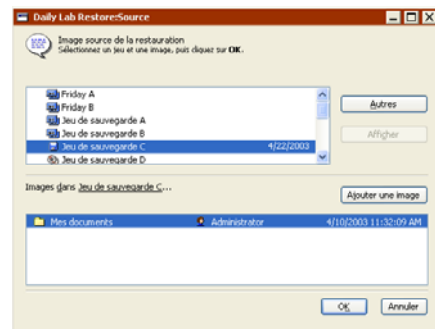 Daily Lab Restore:Source
Image source de la restauration
Sélectionnez un jeu et une image, puis cliquez sur OK.
Friday A
Friday B
Jeu de sauvegarde A
Jeu de sauvegarde B
Jeu de sauvegarde C 4/22/2003
Jeu de sauvegarde D
Autres
Afficher
Images dans Jeu de sauvegarde C...
Ajouter une image
Mes documents Administrator 4/10/2003 11:32:09 AM
OK Annuler